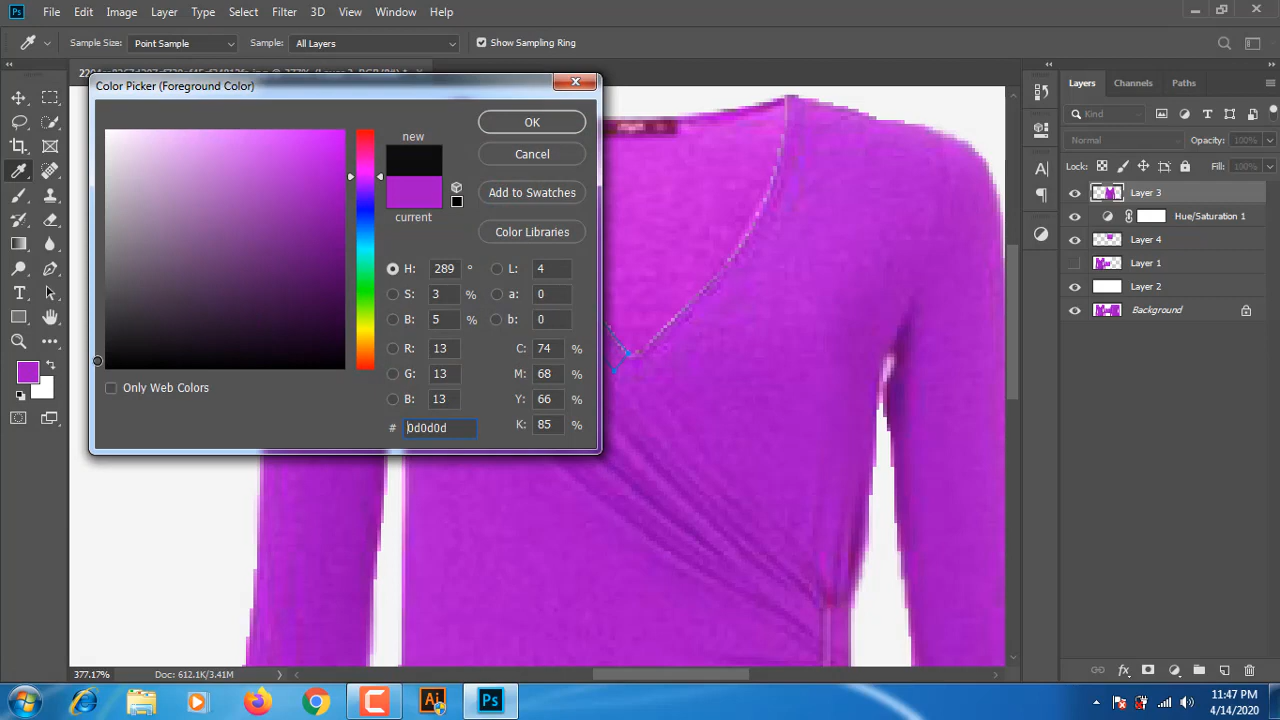 Ps File Edit Image Layer Type Select Filter 3D View Window Help
Sample Size: Point Sample Sample: All Layers Show Sampling Ring
Color Picker (Foreground Color)
new
current
OK
Cancel
Add to Swatches
Color Libraries
H: 289 °
S: 3 %
B: 5 %
R: 13
G: 13
B: 13
# 0d0d0d
L: 4
a: 0
b: 0
C: 74 %
M: 68 %
Y: 66 %
K: 85 %
Only Web Colors
Layers Channels Paths
Kind
Normal Opacity: 100%
Lock: Fill: 100%
Layer 3
Hue/Saturation 1
Layer 4
Layer 1
Layer 2
Background
377.17% Doc: 612.1K/3.41M
Ai Ps
11:47 PM
4/14/2020